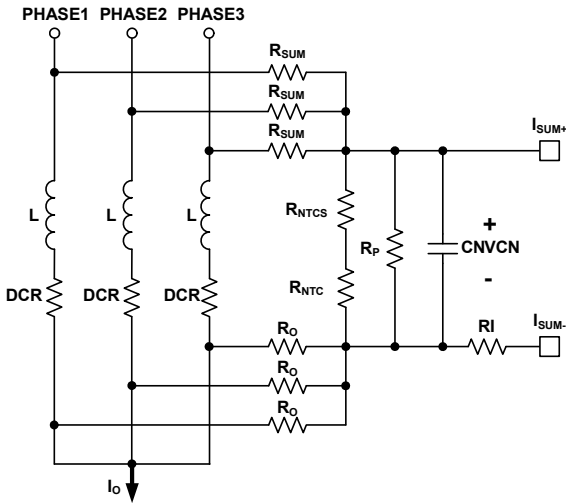 PHASE1 PHASE2 PHASE3
RSUM
RSUM
RSUM
ISUM+
L L L
RNTCS
RP
+
CNVCN
-
RNTC
DCR DCR DCR
ISUM-
RO
RI
RO
RO
IO